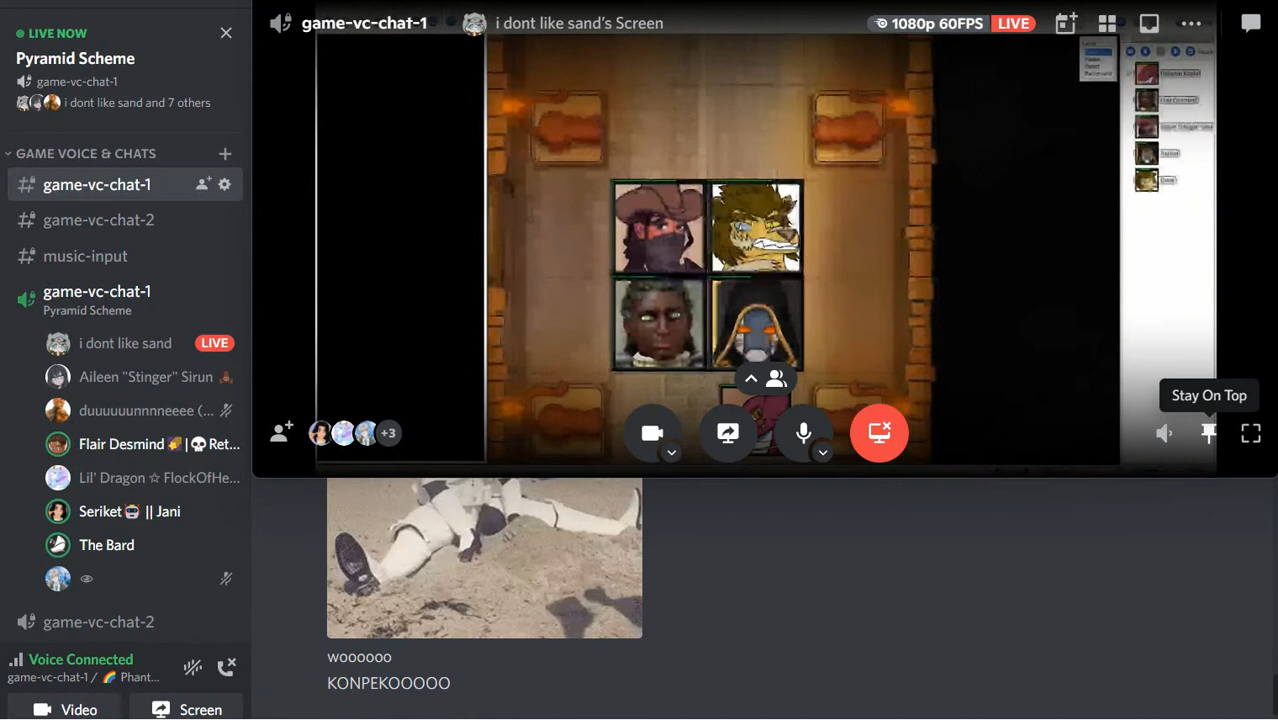 LIVE NOW
Pyramid Scheme
game-vc-chat-1
i dont like sand and 7 others
GAME VOICE & CHATS
game-vc-chat-1
game-vc-chat-2
music-input
game-vc-chat-1
Pyramid Scheme
i dont like sand LIVE
Aileen "Stinger" Sirun
duuuuuunnnneeee (...
Flair Desmind 🌠|💀Ret...
Lil' Dragon ☆ FlockOfHe...
Seriket || Jani
The Bard
game-vc-chat-2
Voice Connected
game-vc-chat-1 / 🌈 Phant...
Video
Screen
game-vc-chat-1
i dont like sand's Screen
1080p 60FPS LIVE
Stay On Top
+3
woooooo
KONPEKOOOOO